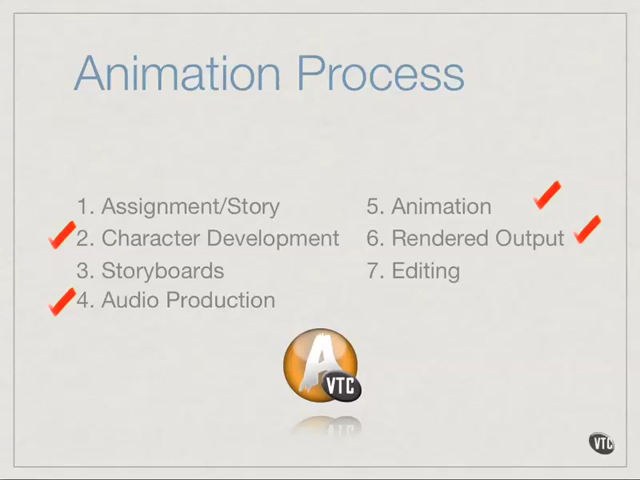 Animation Process
1. Assignment/Story
2. Character Development
3. Storyboards
4. Audio Production
5. Animation
6. Rendered Output
7. Editing
A
VTC
VTC